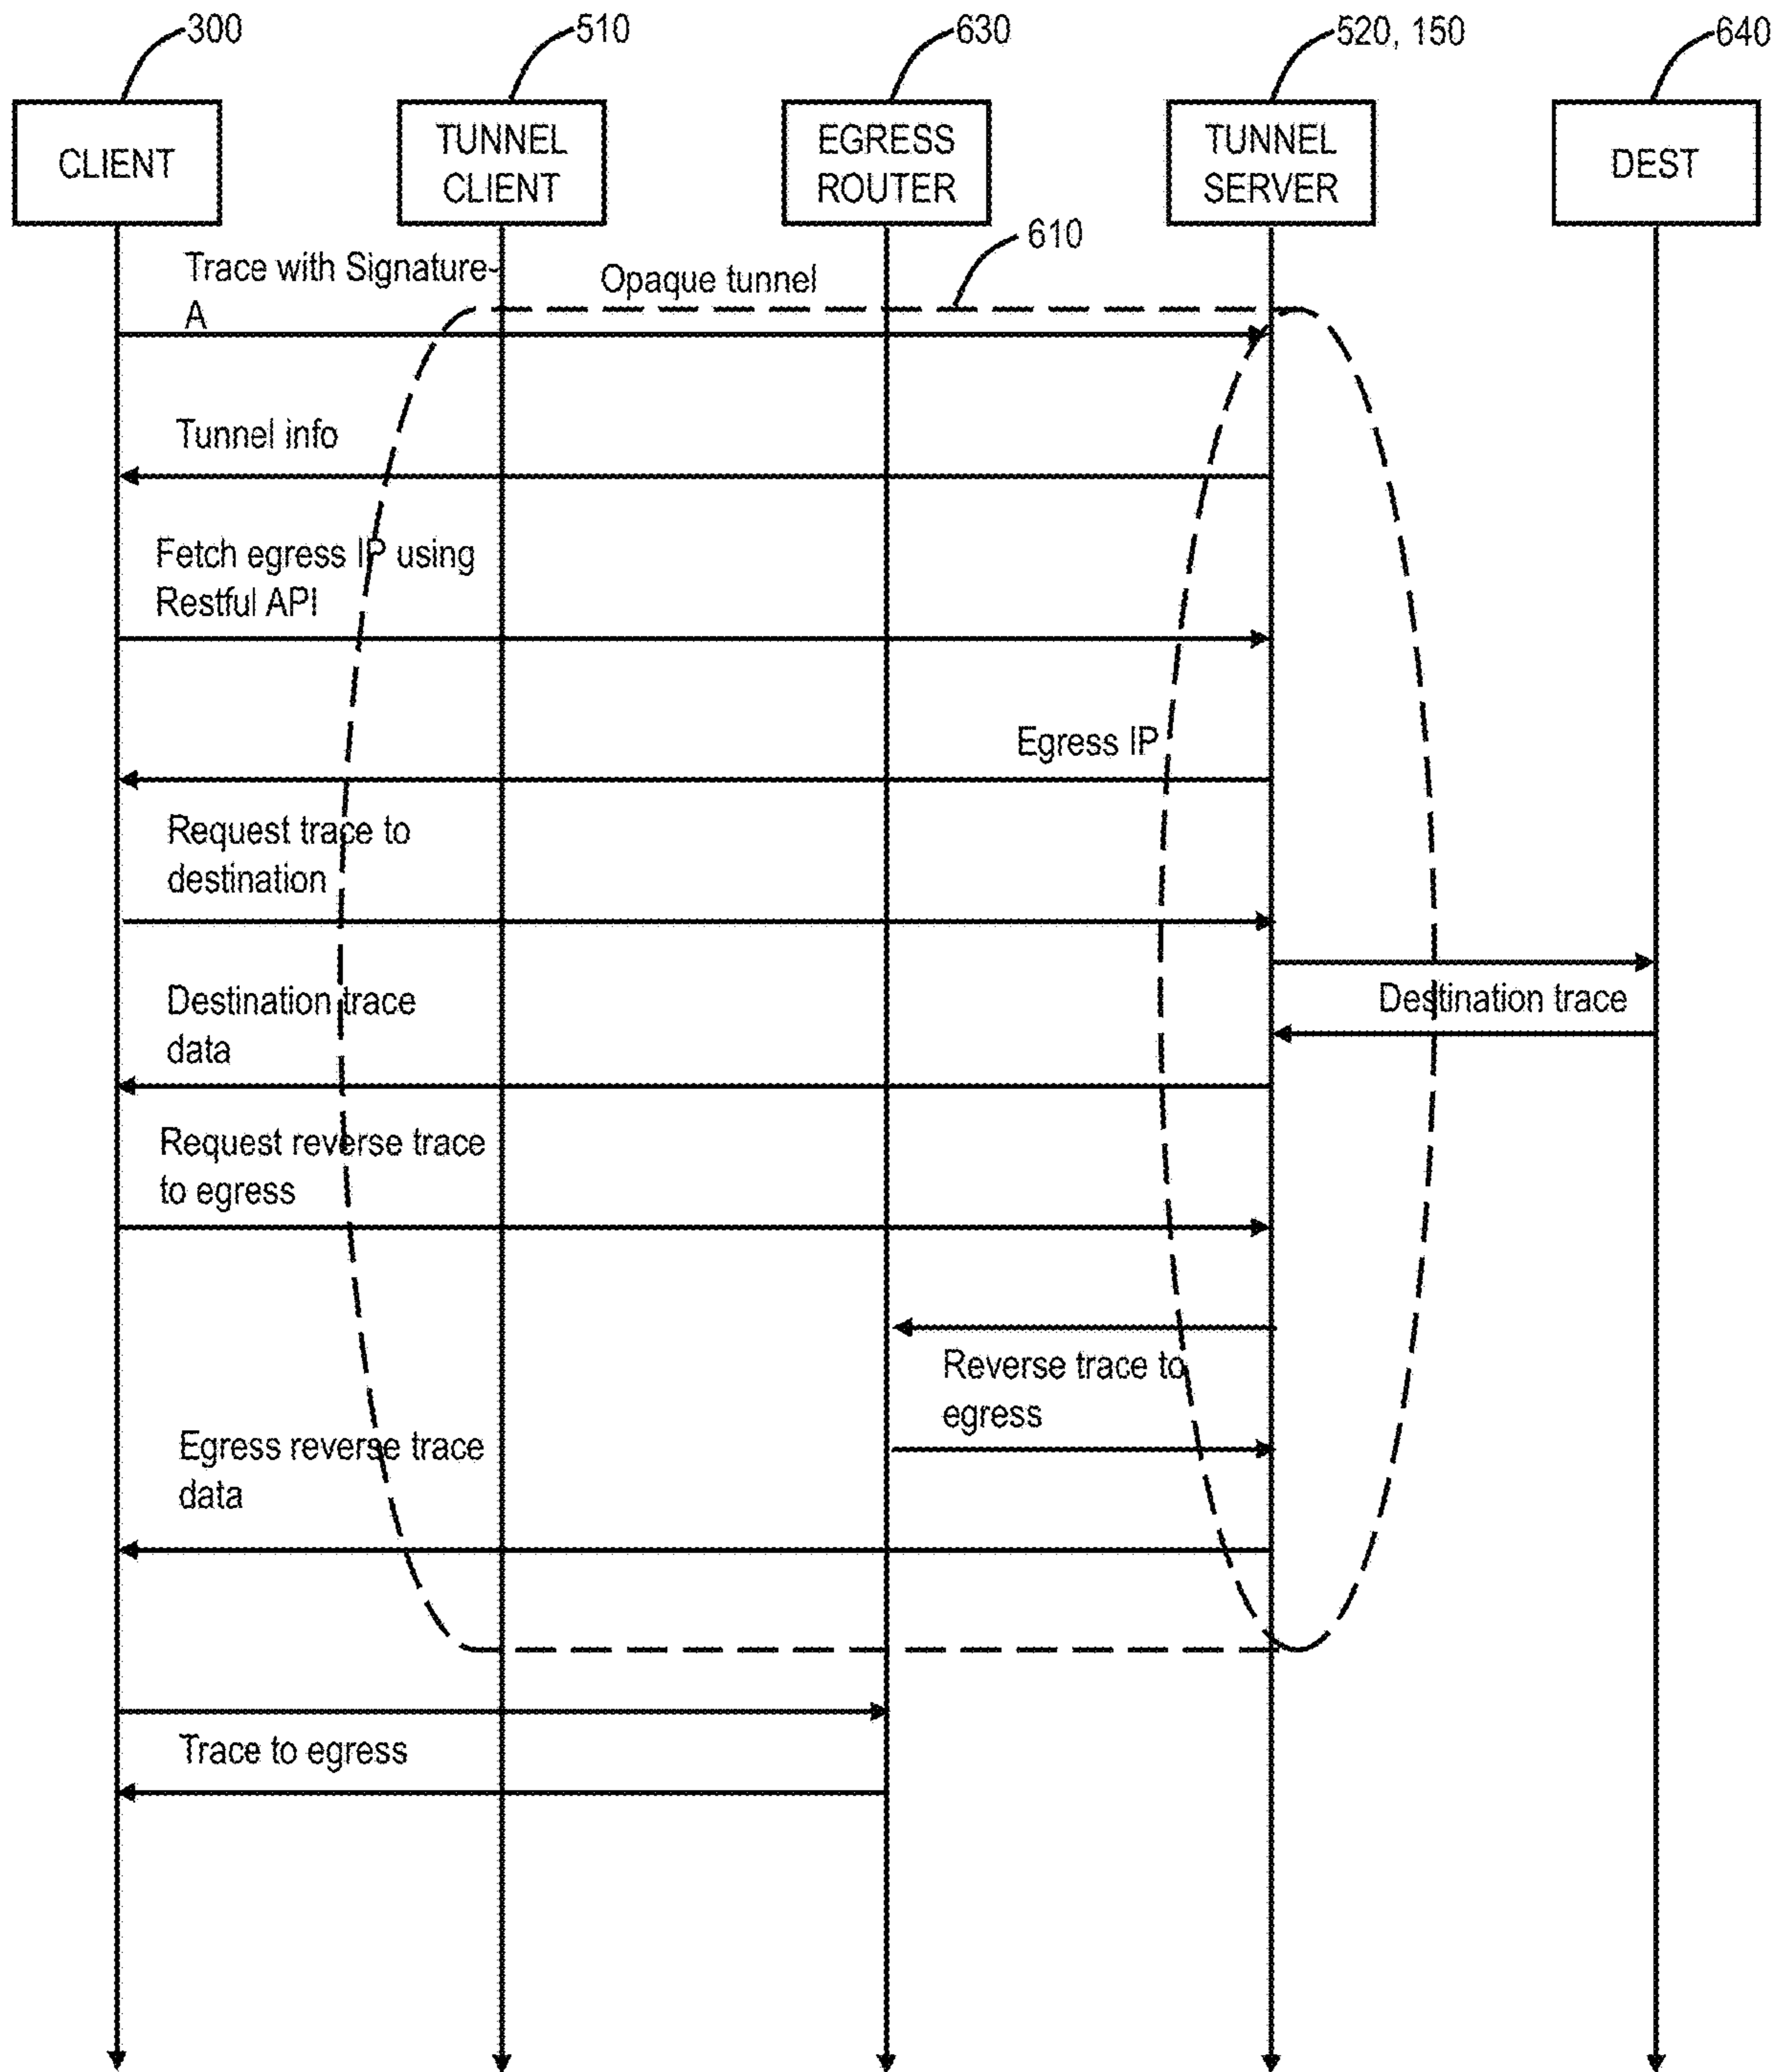 300
510
630
520, 150
640
CLIENT
TUNNEL
CLIENT
EGRESS
ROUTER
TUNNEL
SERVER
DEST
610
Trace with Signature-
A
Opaque tunnel
Tunnel info
Fetch egress IP using
Restful API
Egress IP
Request trace to
destination
Destination trace
data
Destination trace
Request reverse trace
to egress
Reverse trace to
egress
Egress reverse trace
data
Trace to egress